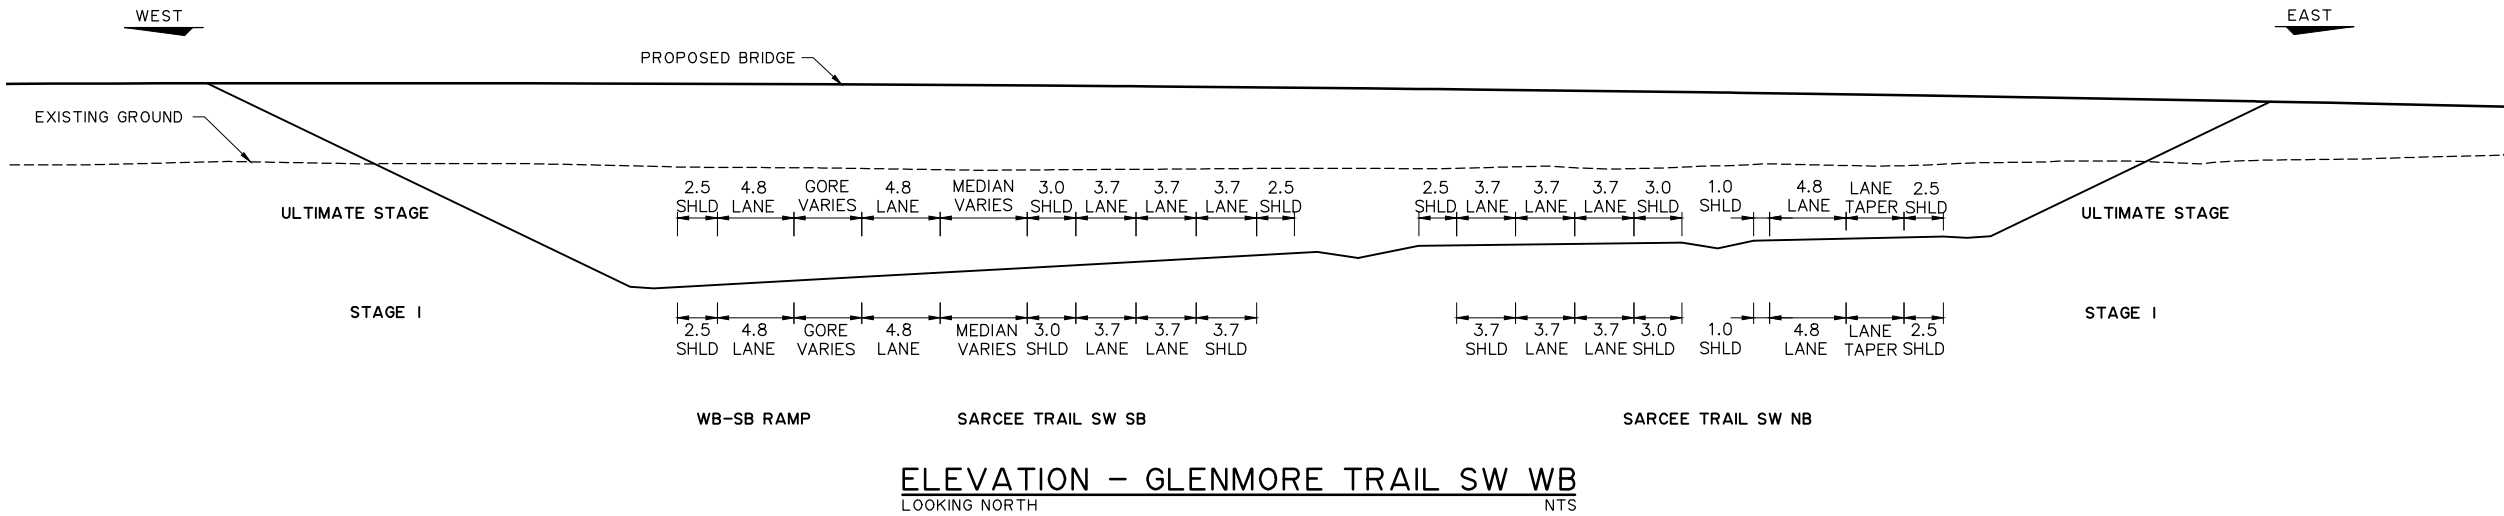 WEST
EAST
PROPOSED BRIDGE
EXISTING GROUND
2.5 4.8 GORE 4.8 MEDIAN 3.0 3.7 3.7 3.7 2.5 2.5 3.7 3.7 3.7 3.0 1.0 4.8 LANE 2.5
SHLD LANE VARIES LANE VARIES SHLD LANE LANE LANE SHLD SHLD LANE LANE LANE SHLD SHLD LANE TAPER SHLD
ULTIMATE STAGE ULTIMATE STAGE
STAGE I STAGE I
2.5 4.8 GORE 4.8 MEDIAN 3.0 3.7 3.7 3.7 3.7 3.7 3.7 3.0 1.0 4.8 LANE 2.5
SHLD LANE VARIES LANE VARIES SHLD LANE LANE SHLD SHLD LANE LANE SHLD SHLD LANE TAPER SHLD
WB-SB RAMP SARCEE TRAIL SW SB SARCEE TRAIL SW NB
ELEVATION - GLENMORE TRAIL SW WB
LOOKING NORTH NTS